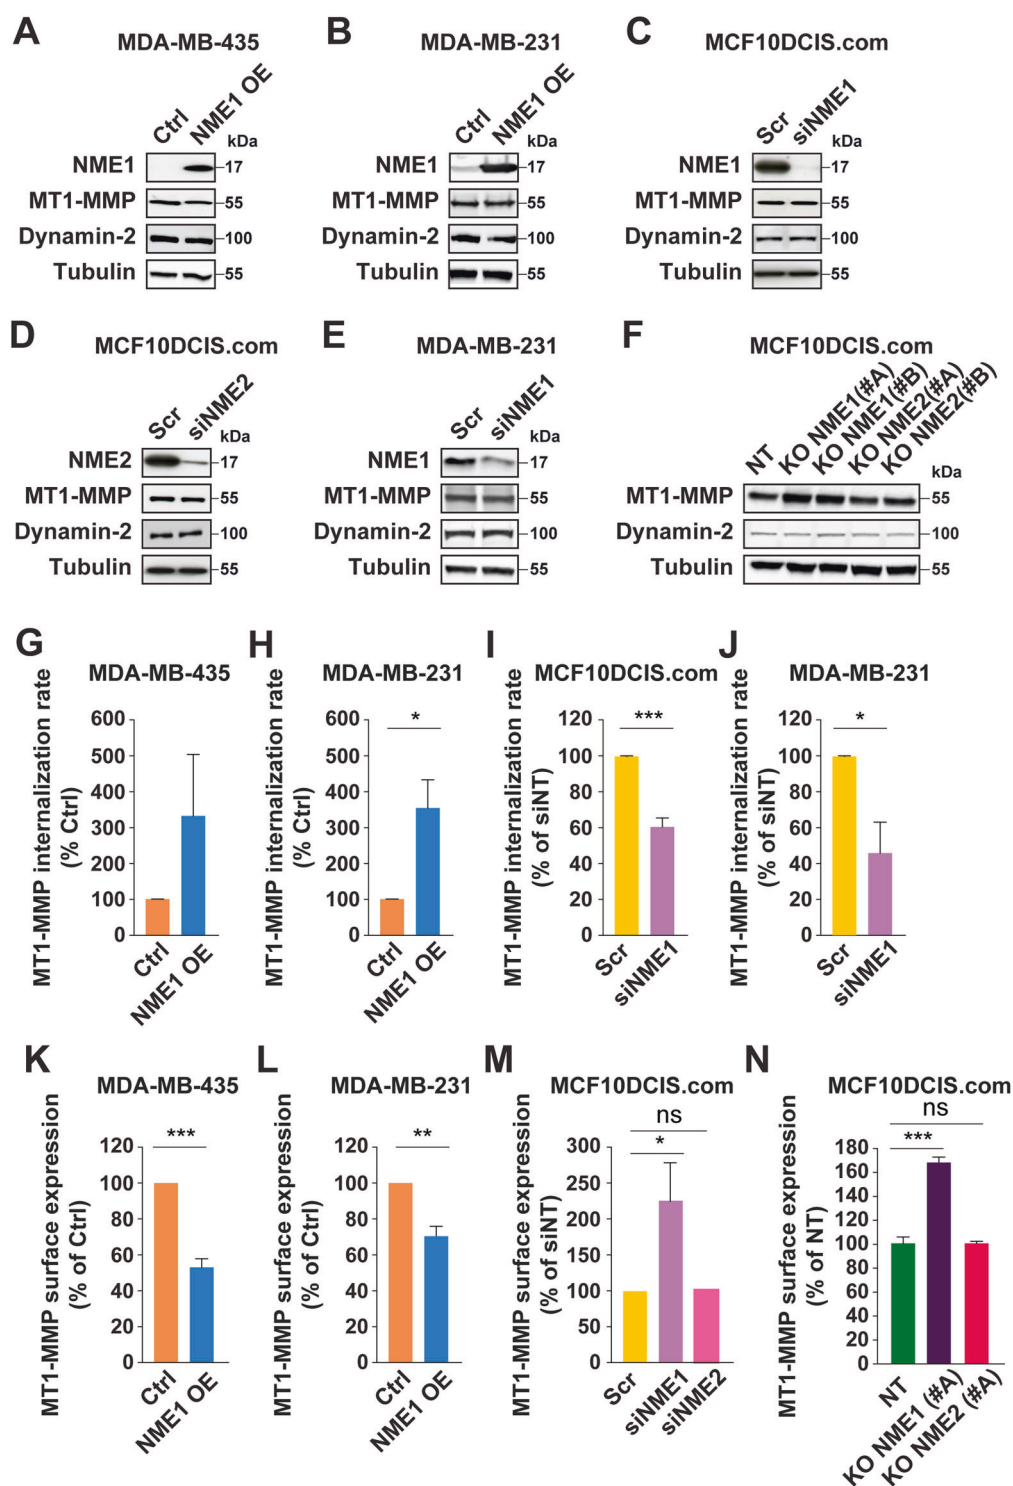 A MDA-MB-435
Ctrl NME1 OE
kDa
NME1 17
MT1-MMP 55
Dynamin-2 100
Tubulin 55
B MDA-MB-231
Ctrl NME1 OE
kDa
NME1 17
MT1-MMP 55
Dynamin-2 100
Tubulin 55
C MCF10DCIS.com
Scr siNME1
kDa
NME1 17
MT1-MMP 55
Dynamin-2 100
Tubulin 55
D MCF10DCIS.com
Scr siNME2
kDa
NME2 17
MT1-MMP 55
Dynamin-2 100
Tubulin 55
E MDA-MB-231
Scr siNME1
kDa
NME1 17
MT1-MMP 55
Dynamin-2 100
Tubulin 55
F MCF10DCIS.com
NT KO NME1(#A) KO NME1(#B) KO NME2(#A) KO NME2(#B)
kDa
MT1-MMP 55
Dynamin-2 100
Tubulin 55
G MDA-MB-435
MT1-MMP internalization rate
(% Ctrl)
600
500
400
300
200
100
0
Ctrl NME1 OE
H MDA-MB-231
MT1-MMP internalization rate
(% Ctrl)
*
600
500
400
300
200
100
0
Ctrl NME1 OE
I MCF10DCIS.com
MT1-MMP internalization rate
(% of siNT)
***
120
100
80
60
40
20
0
Scr siNME1
J MDA-MB-231
MT1-MMP internalization rate
(% of siNT)
*
120
100
80
60
40
20
0
Scr siNME1
K MDA-MB-435
MT1-MMP surface expression
(% of Ctrl)
***
120
100
80
60
40
20
0
Ctrl NME1 OE
L MDA-MB-231
MT1-MMP surface expression
(% of Ctrl)
**
120
100
80
60
40
20
0
Ctrl NME1 OE
M MCF10DCIS.com
MT1-MMP surface expression
(% of siNT)
ns
*
300
250
200
150
100
50
0
Scr siNME1 siNME2
N MCF10DCIS.com
MT1-MMP surface expression
(% of NT)
ns
***
180
160
140
120
100
80
60
40
20
0
NT KO NME1 (#A) KO NME2 (#A)